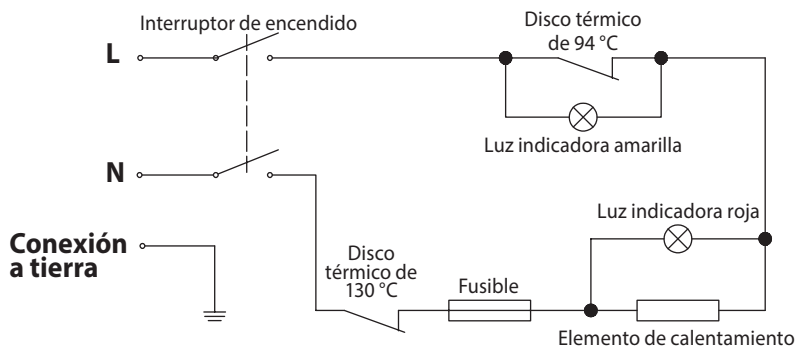 Interruptor de encendido
Disco térmico
de 94 °C
L
Luz indicadora amarilla
N
Luz indicadora roja
Conexión
a tierra
Disco
térmico de
130 °C
Fusible
Elemento de calentamiento